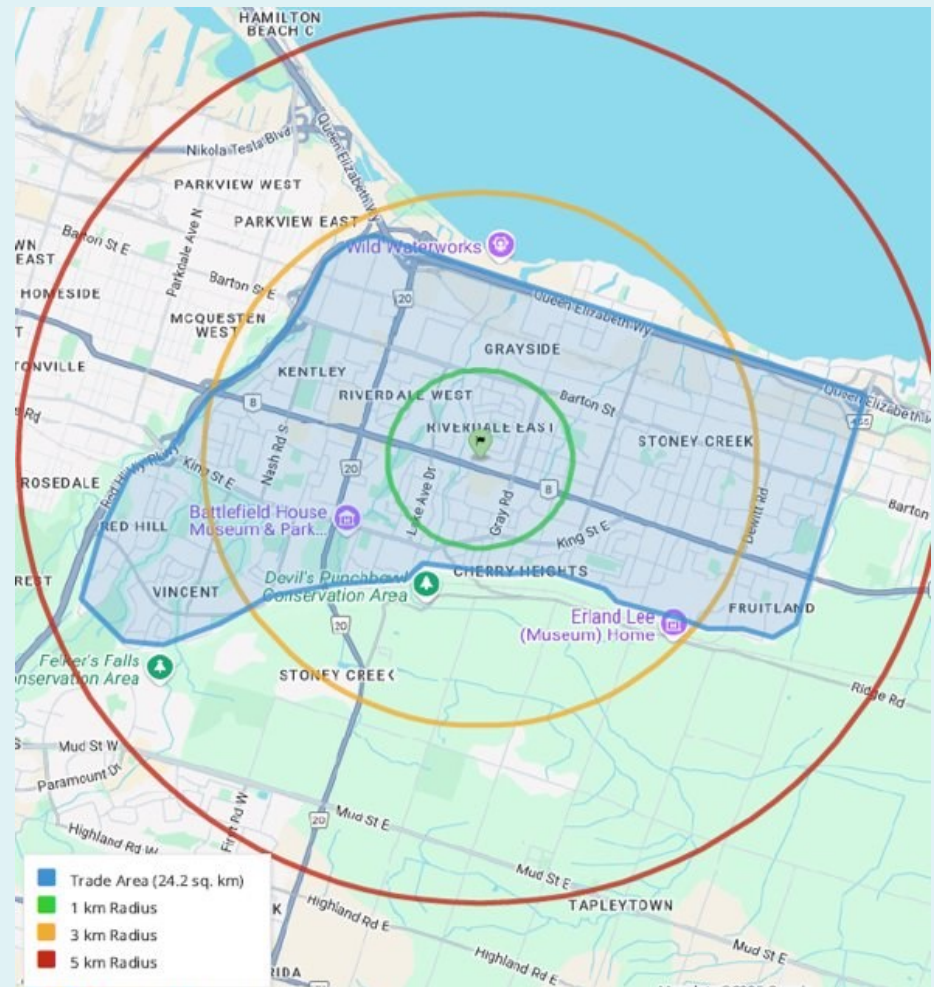 HAMILTON
BEACH C
Nikola Tesla Blvd
Queen Elizabeth Wy
PARKVIEW WEST
Parkdale Ave N
PARKVIEW EAST
Barton St E
Wild Waterworks
EAST
Barton St E
HOMESIDE
20
Queen Elizabeth Wy
MCQUESTEN
WEST
GRAYSIDE
KENTLEY
RIVERDALE WEST
Barton St
Queen Elizabeth W
8
RIVERDALE EAST
STONEY CREEK
Nash Rd S
King St E
20
Red Hill Vly Pkwy
ROSEDALE
8
Lake Ave Dr
Gray Rd
Dewitt Rd
Barton
RED HILL
Battlefield House
Museum & Park...
King St E
Devil's Punchbowl
Conservation Area
CHERRY HEIGHTS
VINCENT
FRUITLAND
20
Erland Lee
(Museum) Home
Felker's Falls
onservation Area
STONEY CREEK
Ridge Rd
Mud St W
Paramount Dr
First Rd W
20
Mud St E
Highland Rd W
Mud St E
TAPLEYTOWN
Highland Rd E
Mud St E
Highland Rd E
RIDA
Trade Area (24.2 sq. km)
1 km Radius
3 km Radius
5 km Radius